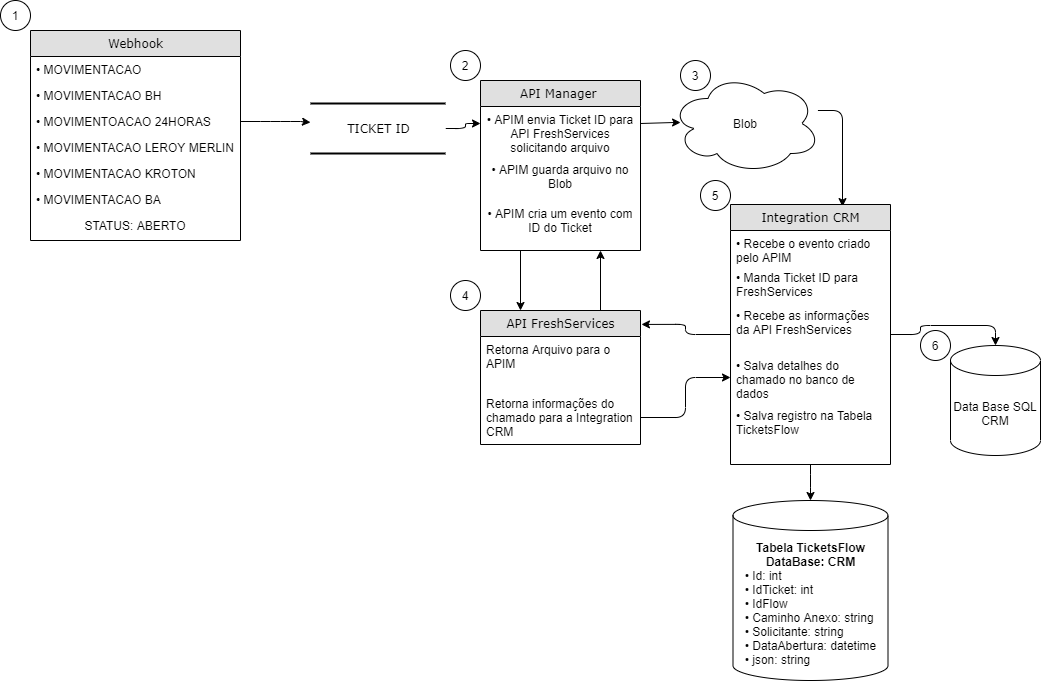 1
Webhook
• MOVIMENTACAO
• MOVIMENTACAO BH
• MOVIMENTOACAO 24HORAS
• MOVIMENTACAO LEROY MERLIN
• MOVIMENTACAO KROTON
• MOVIMENTACAO BA
STATUS: ABERTO
TICKET ID
2
API Manager
• APIM envia Ticket ID para
API FreshServices
solicitando arquivo
• APIM guarda arquivo no
Blob
• APIM cria um evento com
ID do Ticket
3
Blob
4
API FreshServices
Retorna Arquivo para o
APIM
Retorna informações do
chamado para a Integration
CRM
5
Integration CRM
• Recebe o evento criado
pelo APIM
• Manda Ticket ID para
FreshServices
• Recebe as informações
da API FreshServices
• Salva detalhes do
chamado no banco de
dados
• Salva registro na Tabela
TicketsFlow
6
Data Base SQL
CRM
Tabela TicketsFlow
DataBase: CRM
• Id: int
• IdTicket: int
• IdFlow
• Caminho Anexo: string
• Solicitante: string
• DataAbertura: datetime
• json: string